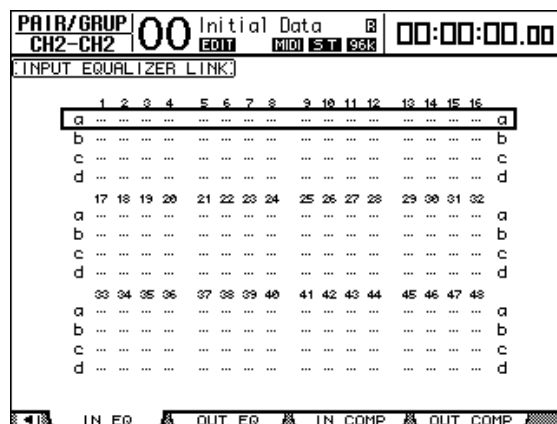 PAIR/GRUP 00 Initial Data R 00:00:00.00
CH2-CH2 EDIT MIDI ST 96k
INPUT EQUALIZER LINK
1 2 3 4 5 6 7 8 9 10 11 12 13 14 15 16
a ... ... ... ... ... ... ... ... ... ... ... ... ... ... ... ... a
b ... ... ... ... ... ... ... ... ... ... ... ... ... ... ... ... b
c ... ... ... ... ... ... ... ... ... ... ... ... ... ... ... ... c
d ... ... ... ... ... ... ... ... ... ... ... ... ... ... ... ... d
17 18 19 20 21 22 23 24 25 26 27 28 29 30 31 32
a ... ... ... ... ... ... ... ... ... ... ... ... ... ... ... ... a
b ... ... ... ... ... ... ... ... ... ... ... ... ... ... ... ... b
c ... ... ... ... ... ... ... ... ... ... ... ... ... ... ... ... c
d ... ... ... ... ... ... ... ... ... ... ... ... ... ... ... ... d
33 34 35 36 37 38 39 40 41 42 43 44 45 46 47 48
a ... ... ... ... ... ... ... ... ... ... ... ... ... ... ... ... a
b ... ... ... ... ... ... ... ... ... ... ... ... ... ... ... ... b
c ... ... ... ... ... ... ... ... ... ... ... ... ... ... ... ... c
d ... ... ... ... ... ... ... ... ... ... ... ... ... ... ... ... d
IN EQ OUT EQ IN COMP OUT COMP